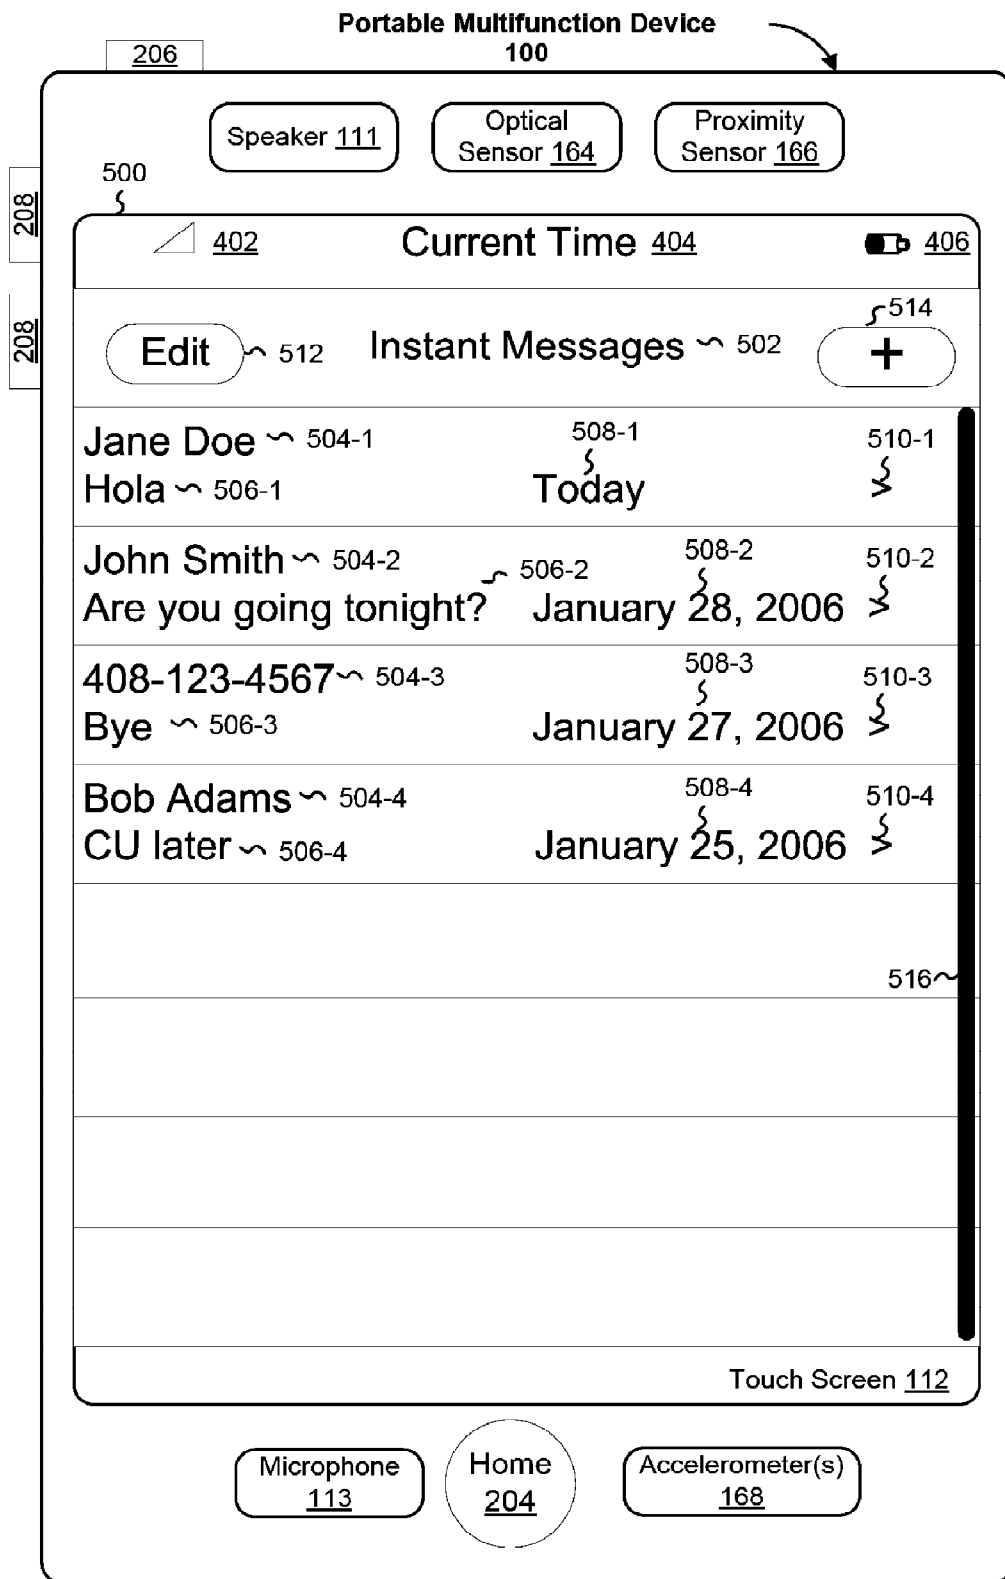 Portable Multifunction Device
100
206
Speaker 111
Optical
Sensor 164
Proximity
Sensor 166
208
208
500
402
Current Time 404
406
Edit
512
Instant Messages
502
514
+
Jane Doe
504-1
508-1
510-1
Hola
506-1
Today
>
John Smith
504-2
506-2
508-2
510-2
Are you going tonight?
January 28, 2006
>
408-123-4567
504-3
508-3
510-3
Bye
506-3
January 27, 2006
>
Bob Adams
504-4
508-4
510-4
CU later
506-4
January 25, 2006
>
516
Touch Screen 112
Microphone
113
Home
204
Accelerometer(s)
168